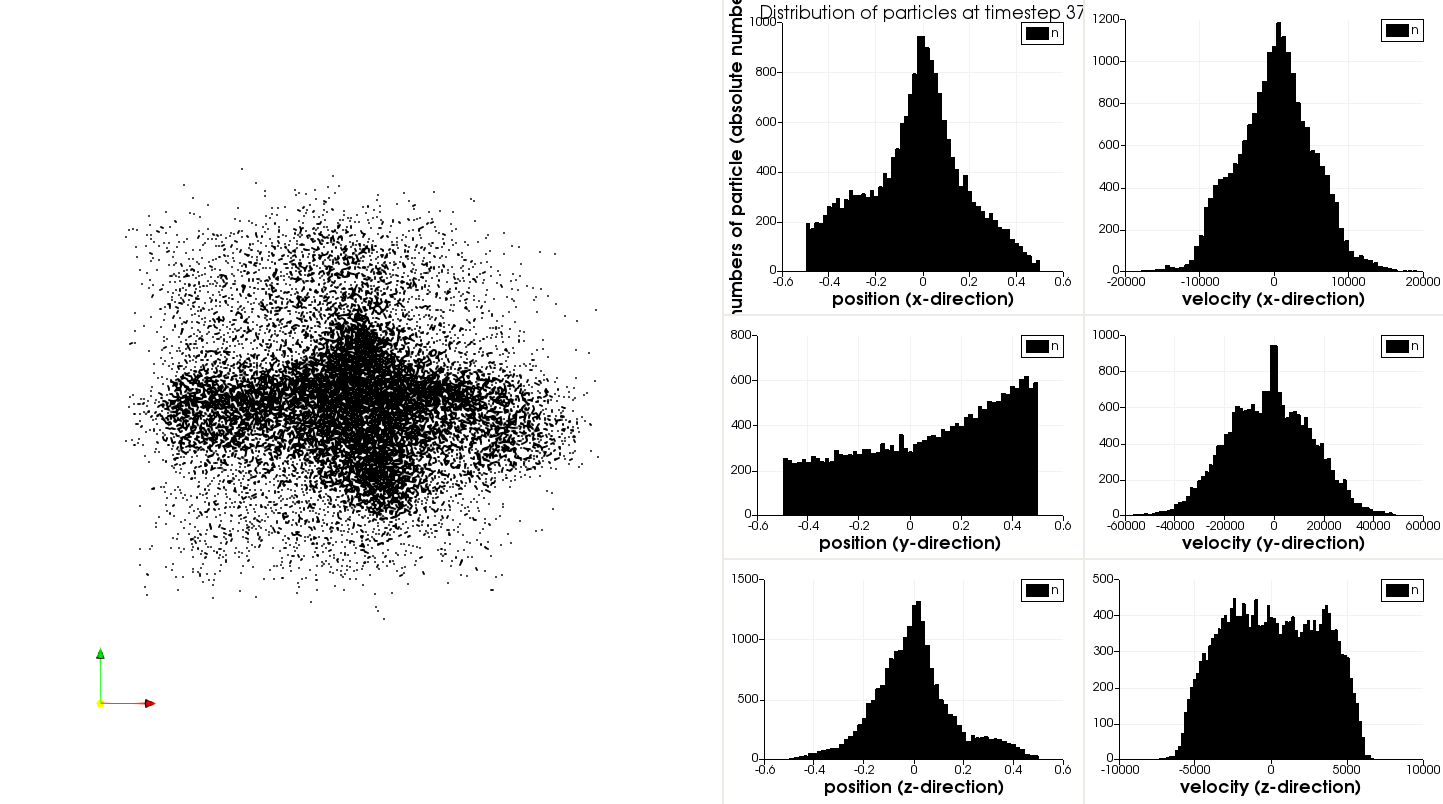 Distribution of particles at timestep 37
numbers of particle (absolute numbe
1000
800
600
400
200
0
-0.6 -0.4 -0.2 0 0.2 0.4 0.6
position (x-direction)
n
1200
1000
800
600
400
200
0
-20000 -10000 0 10000 20000
velocity (x-direction)
n
800
600
400
200
0
-0.6 -0.4 -0.2 0 0.2 0.4 0.6
position (y-direction)
n
1000
800
600
400
200
0
-60000 -40000 -20000 0 20000 40000 60000
velocity (y-direction)
n
1500
1000
500
0
-0.6 -0.4 -0.2 0 0.2 0.4 0.6
position (z-direction)
n
500
400
300
200
100
0
-10000 -5000 0 5000 10000
velocity (z-direction)
n